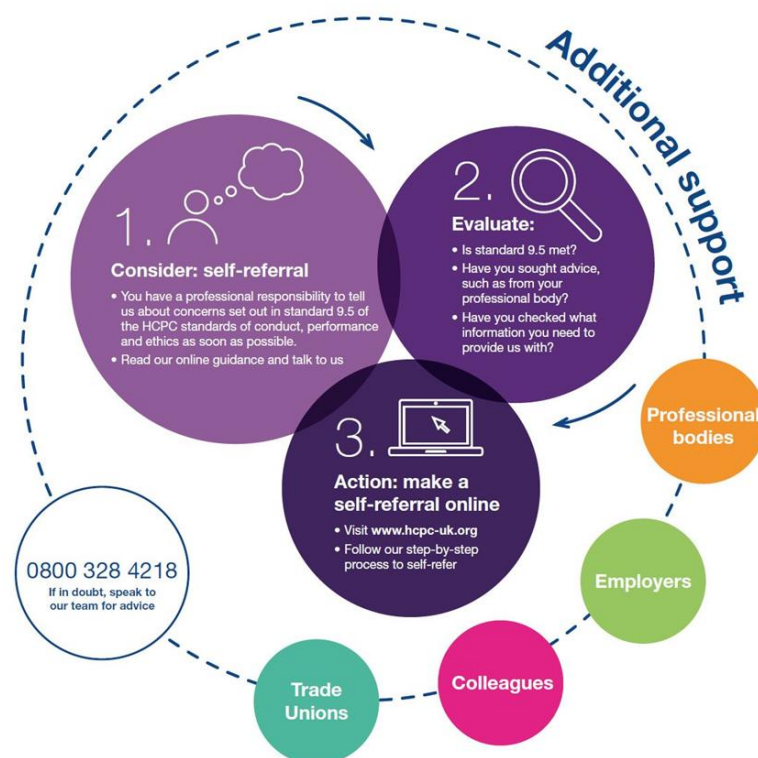 Additional support
1.
Consider: self-referral
• You have a professional responsibility to tell
us about concerns set out in standard 9.5 of
the HCPC standards of conduct, performance
and ethics as soon as possible.
• Read our online guidance and talk to us
2.
Evaluate:
• Is standard 9.5 met?
• Have you sought advice,
such as from your
professional body?
• Have you checked what
information you need to
provide us with?
3.
Action: make a
self-referral online
• Visit www.hcpc-uk.org
• Follow our step-by-step
process to self-refer
Professional
bodies
Employers
Colleagues
Trade
Unions
0800 328 4218
If in doubt, speak to
our team for advice